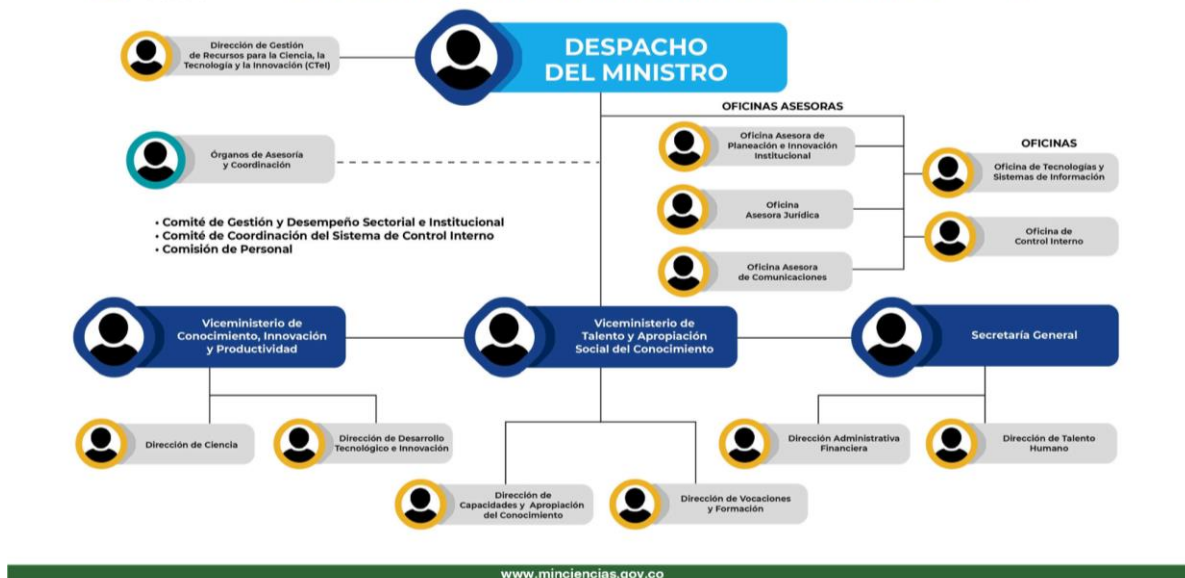 DESPACHO
DEL MINISTRO
Dirección de Gestión
de Recursos para la Ciencia, la
Tecnología y la Innovación (CTeI)
OFICINAS ASESORAS
Oficina Asesora de
Planeación e Innovación
Institucional
Oficina
Asesora Jurídica
Oficina Asesora
de Comunicaciones
OFICINAS
Oficina de Tecnologías y
Sistemas de Información
Oficina de
Control Interno
Órganos de Asesoría
y Coordinación
• Comité de Gestión y Desempeño Sectorial e Institucional
• Comité de Coordinación del Sistema de Control Interno
• Comisión de Personal
Viceministerio de
Conocimiento, Innovación
y Productividad
Viceministerio de
Talento y Apropiación
Social del Conocimiento
Secretaría General
Dirección de Ciencia
Dirección de Desarrollo
Tecnológico e Innovación
Dirección de
Capacidades y Apropiación
del Conocimiento
Dirección de Vocaciones
y Formación
Dirección Administrativa
Financiera
Dirección de Talento
Humano
www.minciencias.gov.co